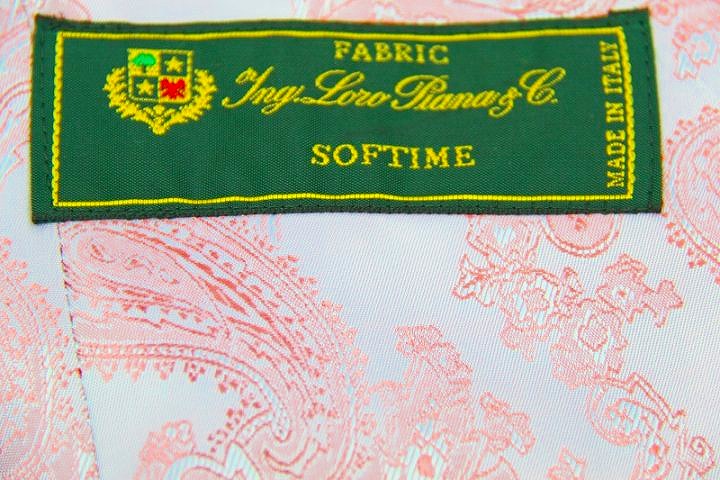 FABRIC
Ing. Loro Piana & C.
SOFTIME
MADE IN ITALY